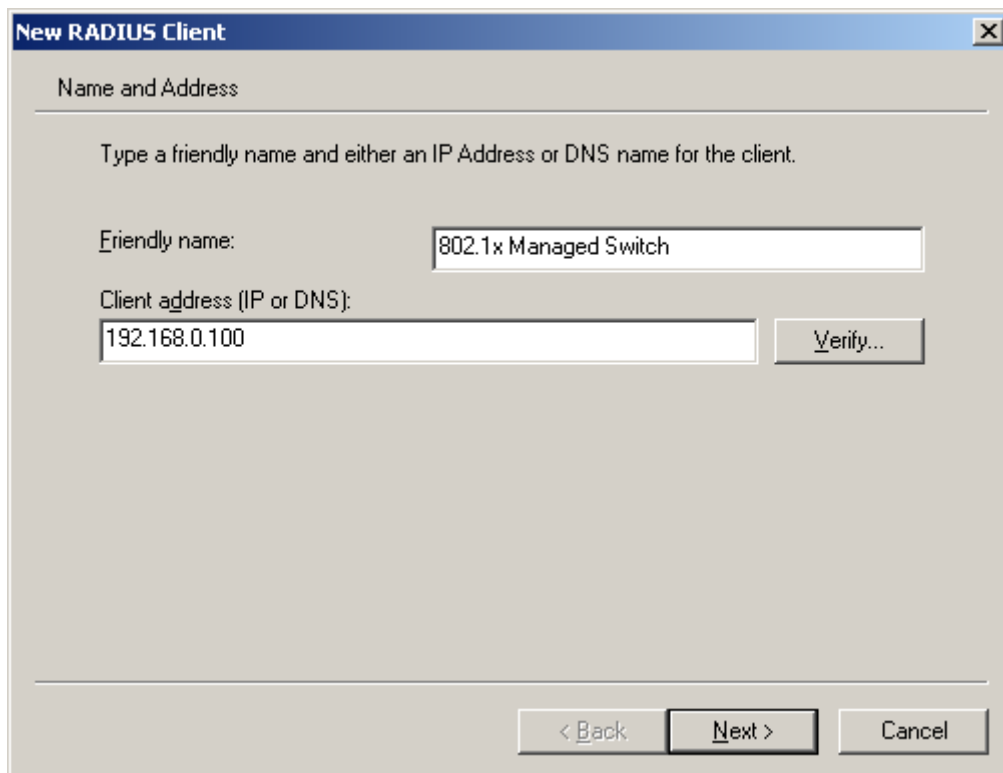 New RADIUS Client
Name and Address
Type a friendly name and either an IP Address or DNS name for the client.
Friendly name:
802.1x Managed Switch
Client address (IP or DNS):
192.168.0.100
Verify...
< Back
Next >
Cancel